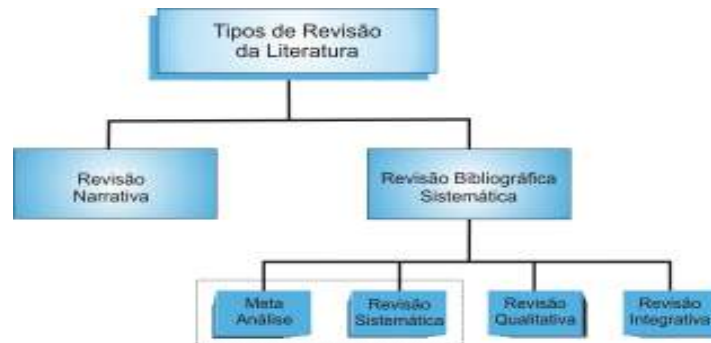 Tipos de Revisão
da Literatura
Revisão
Narrativa
Revisão Bibliográfica
Sistemática
Meta
Análise
Revisão
Sistemática
Revisão
Qualitativa
Revisão
Integrativa